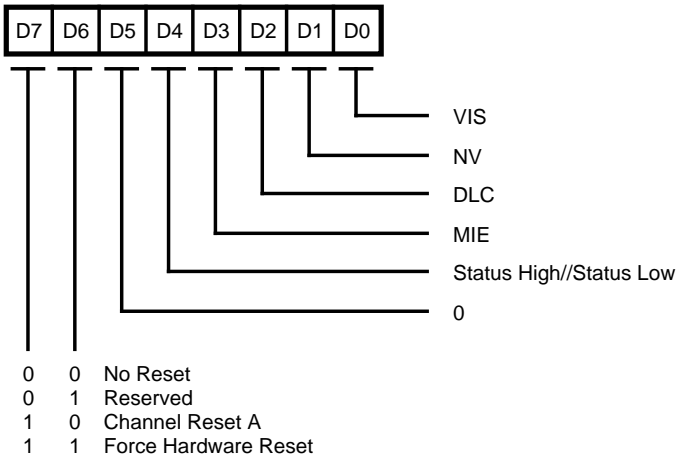 D7 D6 D5 D4 D3 D2 D1 D0
VIS
NV
DLC
MIE
Status High//Status Low
0
0 0 No Reset
0 1 Reserved
1 0 Channel Reset A
1 1 Force Hardware Reset